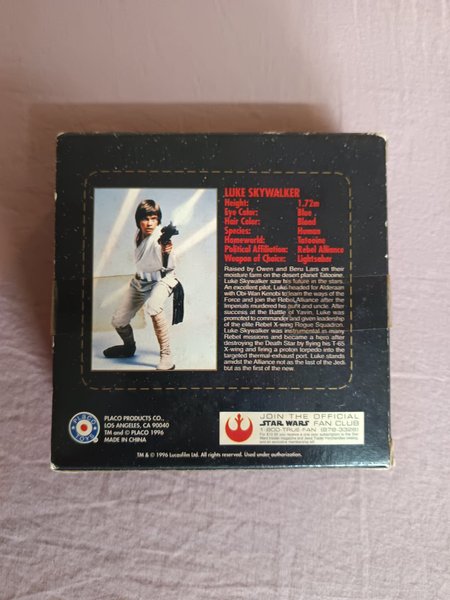 LUKE SKYWALKER
Height: 1.72m
Eye Color: Blue
Hair Color: Blond
Species: Human
Homeworld: Tatooine
Political Affiliation: Rebel Alliance
Weapon of Choice: Lightsaber
Raised by Owen and Beru Lars on their
moisture farm on the desert planet Tatooine.
Luke Skywalker saw his future in the stars.
An excellent pilot, Luke headed for Alderaan
with Obi-Wan Kenobi to learn the ways of the
Force and join the Rebel Alliance after the
Imperials murdered his aunt and uncle. After
success at the Battle of Yavin, Luke was
promoted to commander and given leadership
of the elite Rebel X-wing Rogue Squadron.
Luke Skywalker was instrumental in many
Rebel missions and became a hero after
destroying the Death Star by flying his T-65
X-wing and firing a proton torpedo into the
targeted thermal-exhaust port. Luke stands
amidst the Alliance not as the last of the Jedi
but as the first of the new
PLACO
TOYS
PLACO PRODUCTS CO.,
LOS ANGELES, CA 90040
TM and © PLACO 1996
MADE IN CHINA
JOIN THE OFFICIAL
STAR WARS FAN CLUB
1-800-TRUE FAN (878-3326)
TM & © 1996 Lucasfilm Ltd. All rights reserved. Used under authorization.